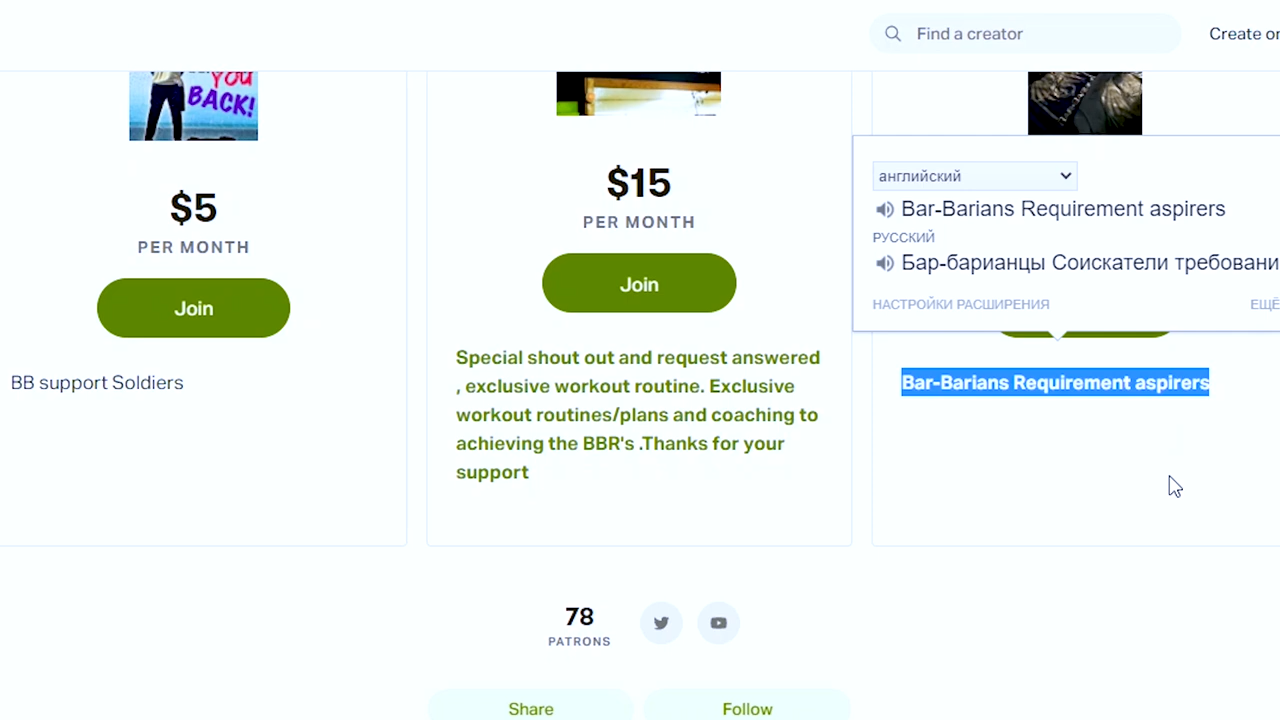 Find a creator
Create or
YOU
BACK!
$5
PER MONTH
Join
BB support Soldiers
$15
PER MONTH
Join
Special shout out and request answered
, exclusive workout routine. Exclusive
workout routines/plans and coaching to
achieving the BBR's .Thanks for your
support
английский
Bar-Barians Requirement aspirers
РУССКИЙ
Бар-барианцы Соискатели требовани
НАСТРОЙКИ РАСШИРЕНИЯ
ЕЩЁ
Bar-Barians Requirement aspirers
78
PATRONS
Share
Follow